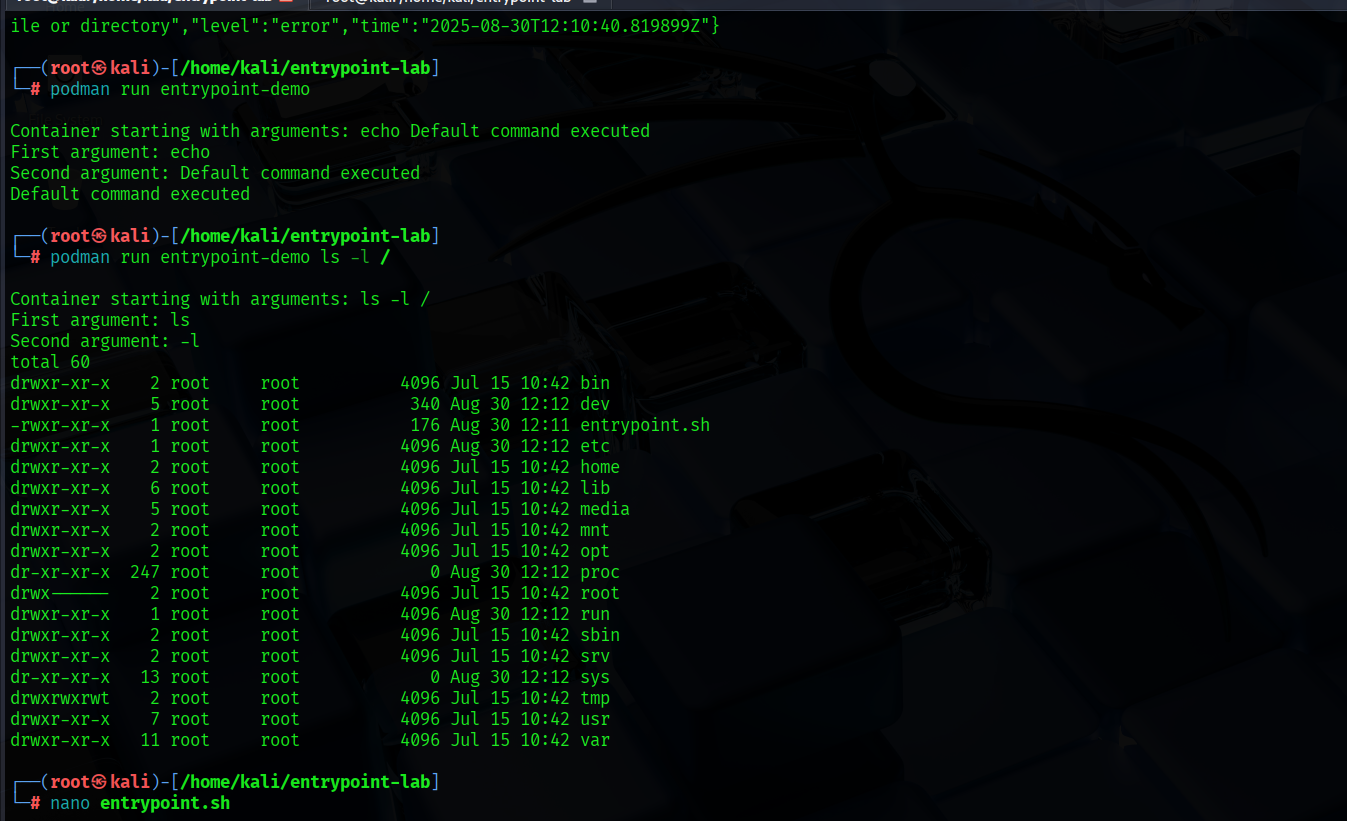 ile or directory","level":"error","time":"2025-08-30T12:10:40.819899Z"}
┌──(root㉿kali)-[/home/kali/entrypoint-lab]
└─# podman run entrypoint-demo
Container starting with arguments: echo Default command executed
First argument: echo
Second argument: Default command executed
Default command executed
┌──(root㉿kali)-[/home/kali/entrypoint-lab]
└─# podman run entrypoint-demo ls -l /
Container starting with arguments: ls -l /
First argument: ls
Second argument: -l
total 60
drwxr-xr-x    2 root     root          4096 Jul 15 10:42 bin
drwxr-xr-x    5 root     root           340 Aug 30 12:12 dev
-rwxr-xr-x    1 root     root           176 Aug 30 12:11 entrypoint.sh
drwxr-xr-x    1 root     root          4096 Aug 30 12:12 etc
drwxr-xr-x    2 root     root          4096 Jul 15 10:42 home
drwxr-xr-x    6 root     root          4096 Jul 15 10:42 lib
drwxr-xr-x    5 root     root          4096 Jul 15 10:42 media
drwxr-xr-x    2 root     root          4096 Jul 15 10:42 mnt
drwxr-xr-x    2 root     root          4096 Jul 15 10:42 opt
dr-xr-xr-x  247 root     root             0 Aug 30 12:12 proc
drwx------    2 root     root          4096 Jul 15 10:42 root
drwxr-xr-x    1 root     root          4096 Aug 30 12:12 run
drwxr-xr-x    2 root     root          4096 Jul 15 10:42 sbin
drwxr-xr-x    2 root     root          4096 Jul 15 10:42 srv
dr-xr-xr-x   13 root     root             0 Aug 30 12:12 sys
drwxrwxrwt    2 root     root          4096 Jul 15 10:42 tmp
drwxr-xr-x    7 root     root          4096 Jul 15 10:42 usr
drwxr-xr-x   11 root     root          4096 Jul 15 10:42 var
┌──(root㉿kali)-[/home/kali/entrypoint-lab]
└─# nano entrypoint.sh